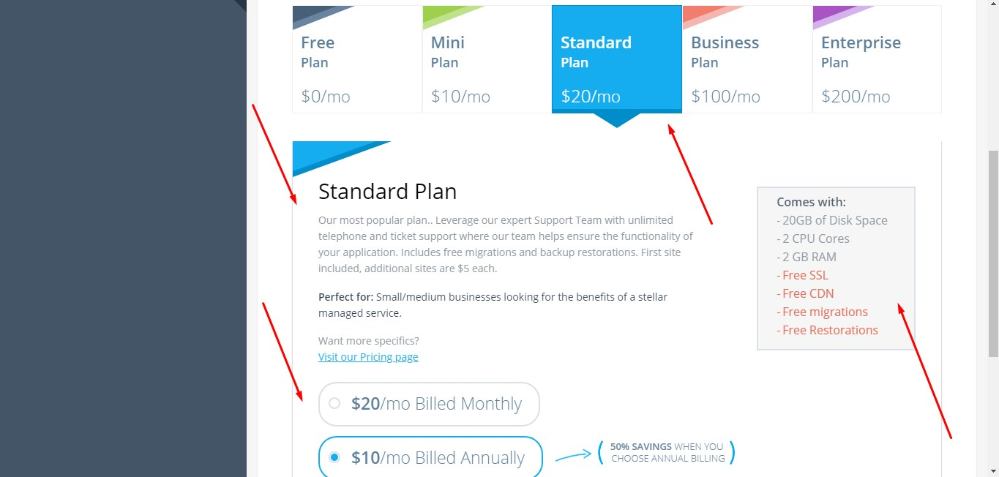 Free
Plan
$0/mo
Mini
Plan
$10/mo
Standard
Plan
$20/mo
Business
Plan
$100/mo
Enterprise
Plan
$200/mo
Standard Plan
Our most popular plan.. Leverage our expert Support Team with unlimited
telephone and ticket support where our team helps ensure the functionality of
your application. Includes free migrations and backup restorations. First site
included, additional sites are $5 each.
Perfect for: Small/medium businesses looking for the benefits of a stellar
managed service.
Want more specifics?
Visit our Pricing page
Comes with:
- 20GB of Disk Space
- 2 CPU Cores
- 2 GB RAM
- Free SSL
- Free CDN
- Free migrations
- Free Restorations
$20/mo Billed Monthly
$10/mo Billed Annually
50% SAVINGS WHEN YOU
CHOOSE ANNUAL BILLING